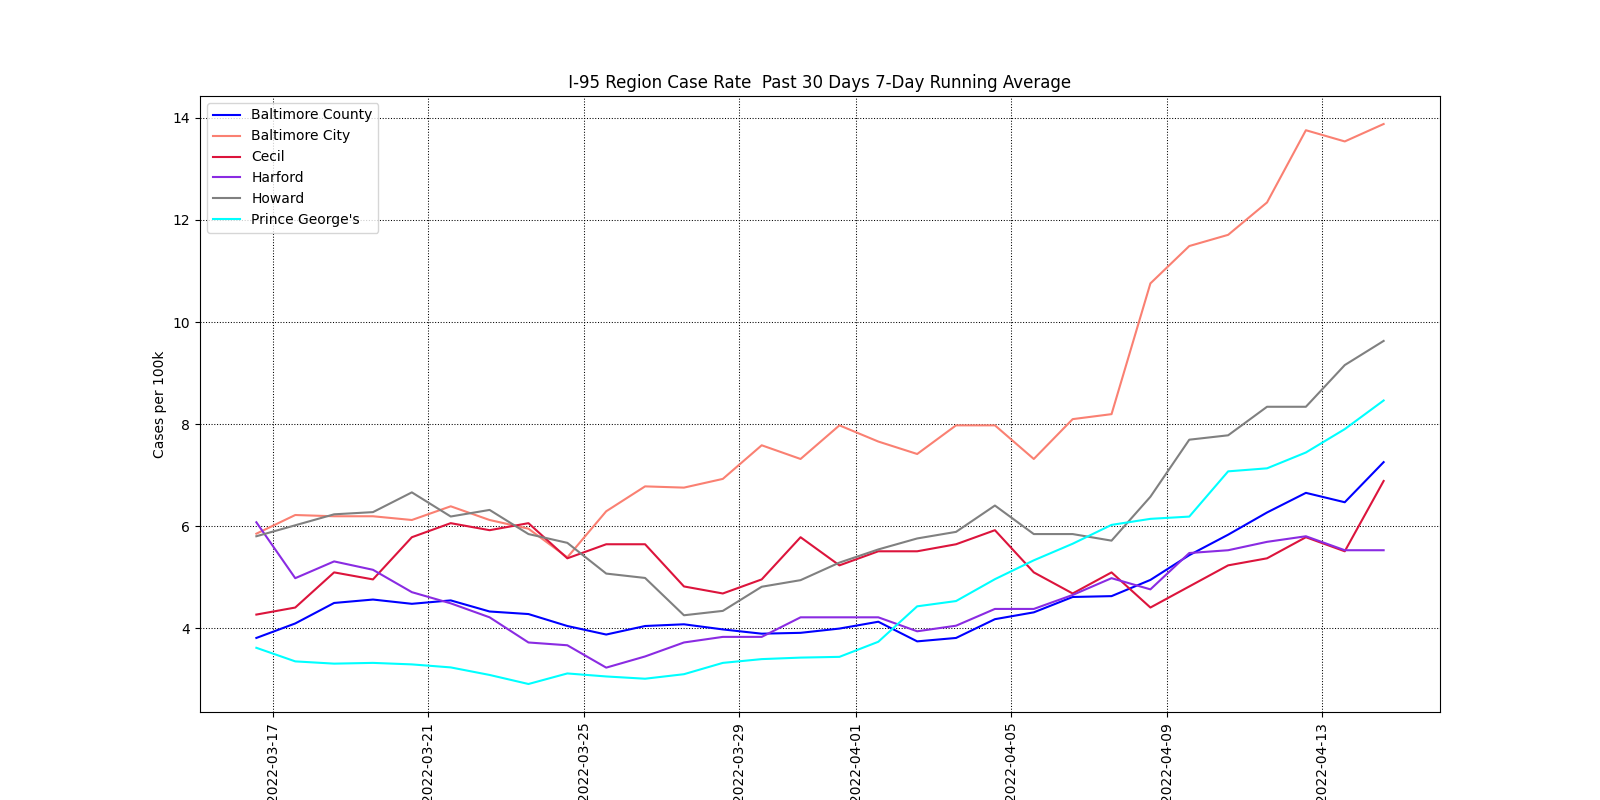 I-95 Region Case Rate  Past 30 Days 7-Day Running Average
Baltimore County
Baltimore City
Cecil
Harford
Howard
Prince George's
Cases per 100k
14
12
10
8
6
4
2022-03-17
2022-03-21
2022-03-25
2022-03-29
2022-04-01
2022-04-05
2022-04-09
2022-04-13